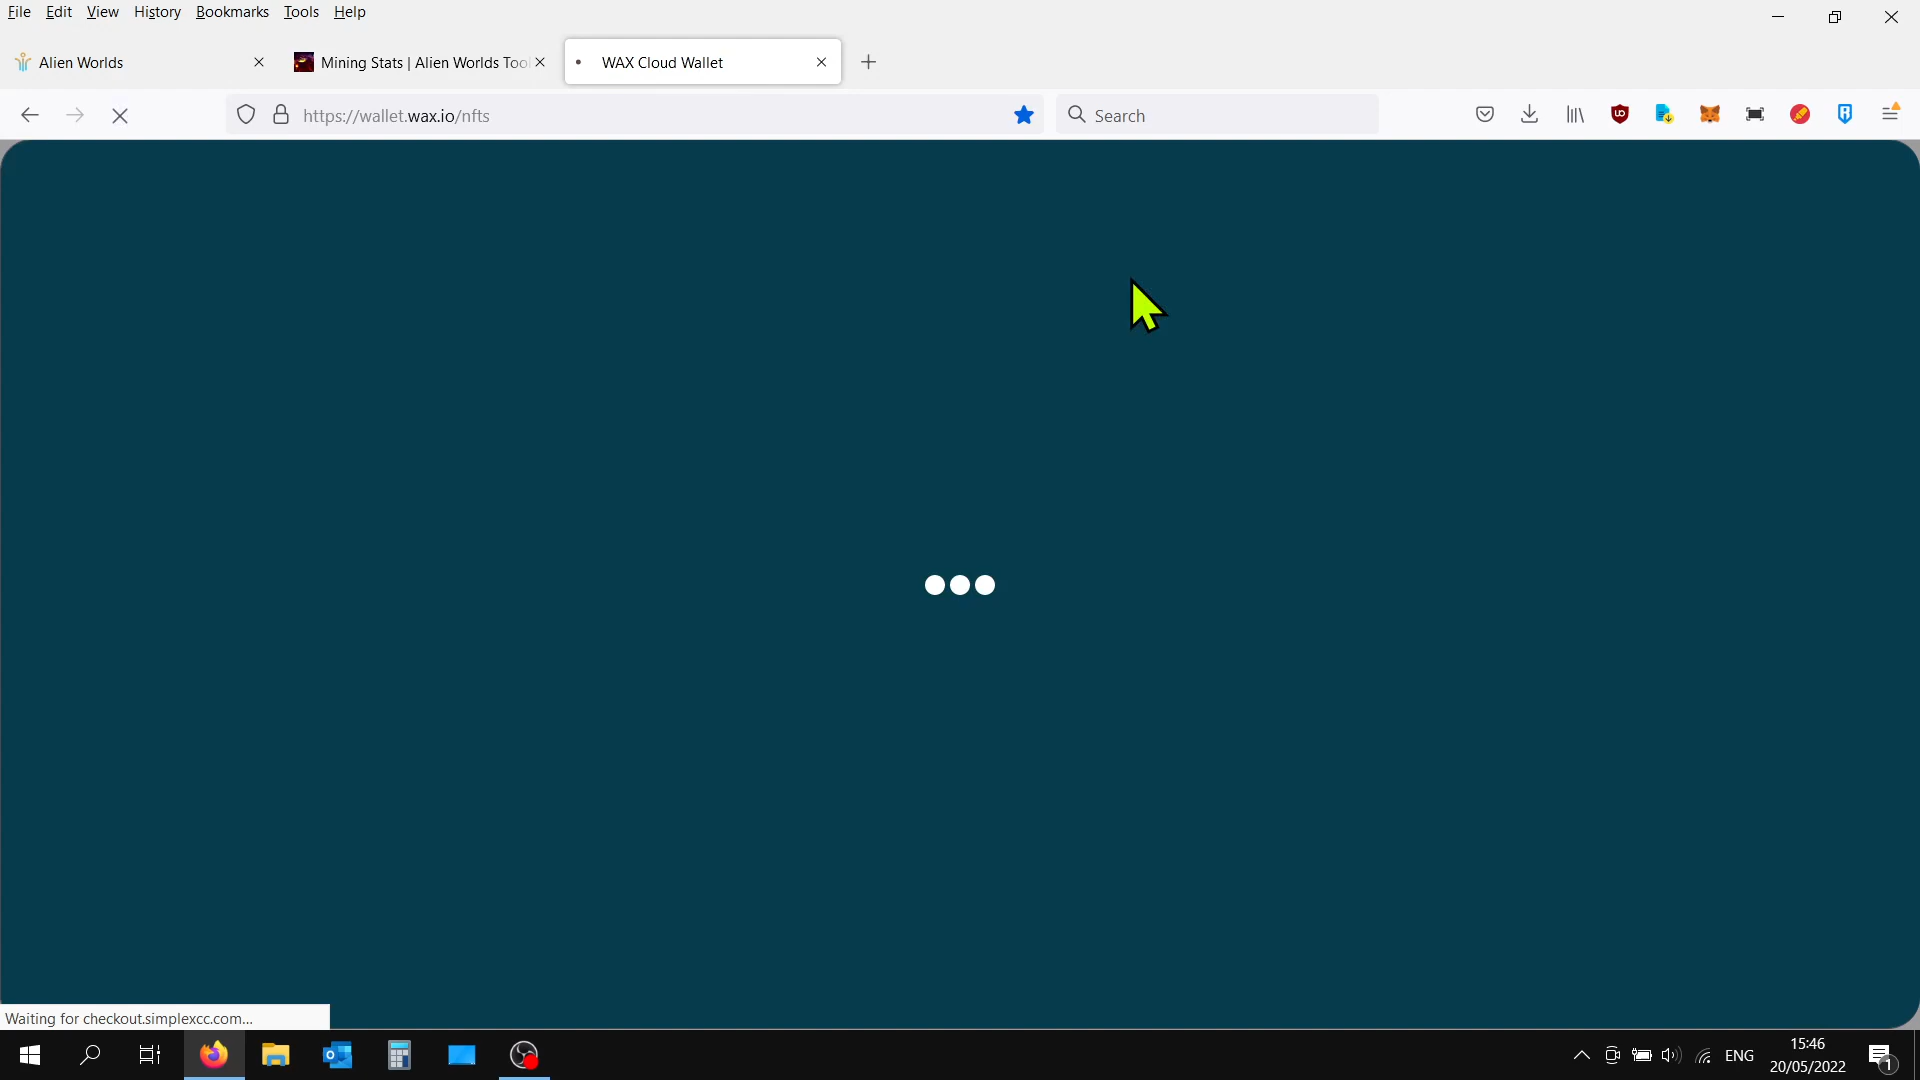 File Edit View History Bookmarks Tools Help
Alien Worlds
Mining Stats | Alien Worlds Too
WAX Cloud Wallet
https://wallet.wax.io/nfts
Search
Waiting for checkout.simplexcc.com...
ENG
15:46
20/05/2022
1